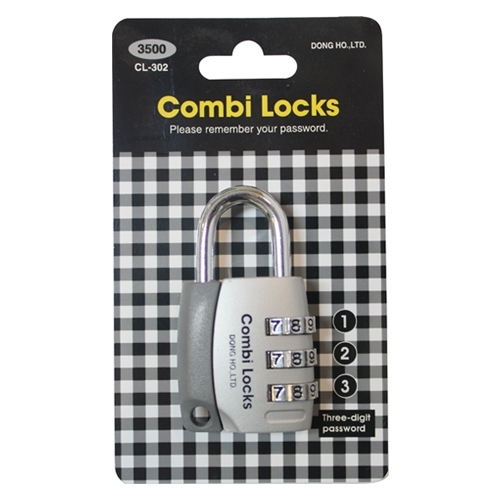 3500
CL-302
DONG HO.,LTD.
Combi Locks
Please remember your password.
Combi Locks
DONG HO.,LTD.
7 8 9
7 8 9
7 8 9
1
2
3
Three-digit
password